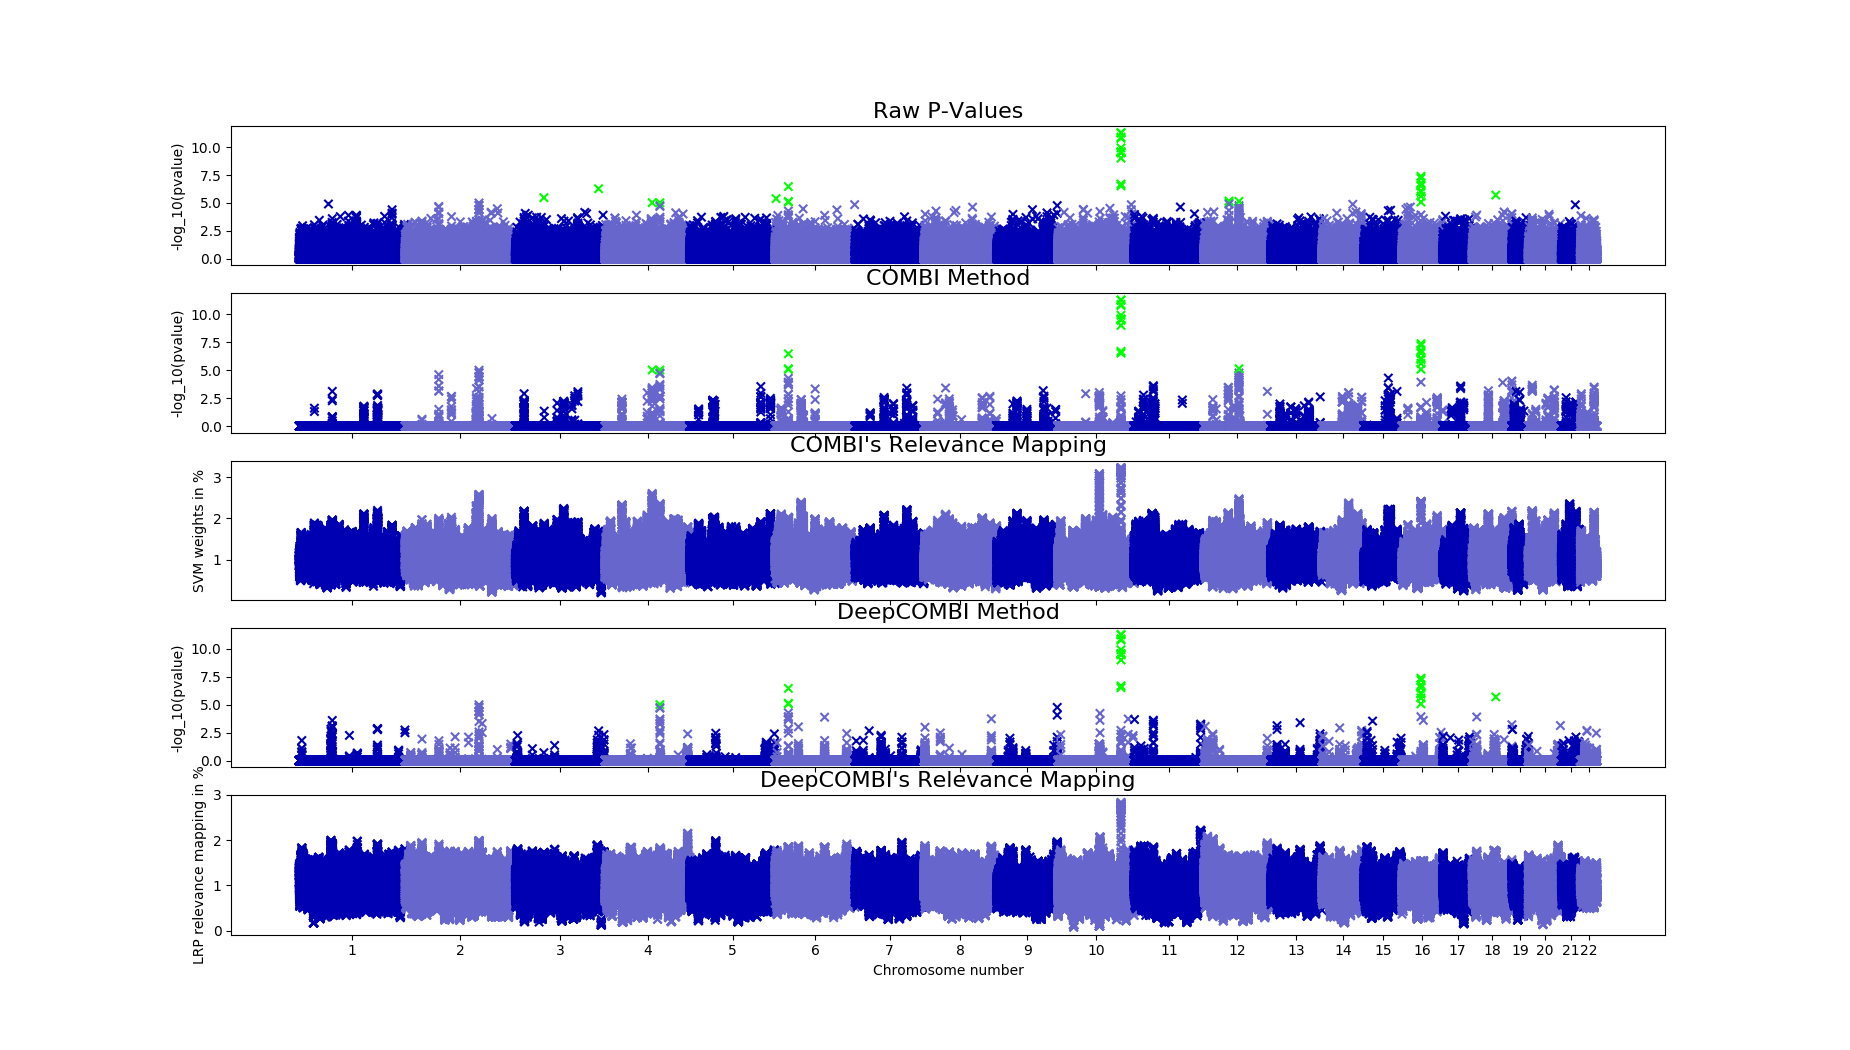 Raw P-Values
-log_10(pvalue)
10.0
7.5
5.0
2.5
0.0
COMBI Method
-log_10(pvalue)
10.0
7.5
5.0
2.5
0.0
COMBI's Relevance Mapping
SVM weights in %
3
2
1
DeepCOMBI Method
-log_10(pvalue)
10.0
7.5
5.0
2.5
0.0
DeepCOMBI's Relevance Mapping
LRP relevance mapping in %
3
2
1
0
1 2 3 4 5 6 7 8 9 10 11 12 13 14 15 16 17 18 19 20 21 22
Chromosome number